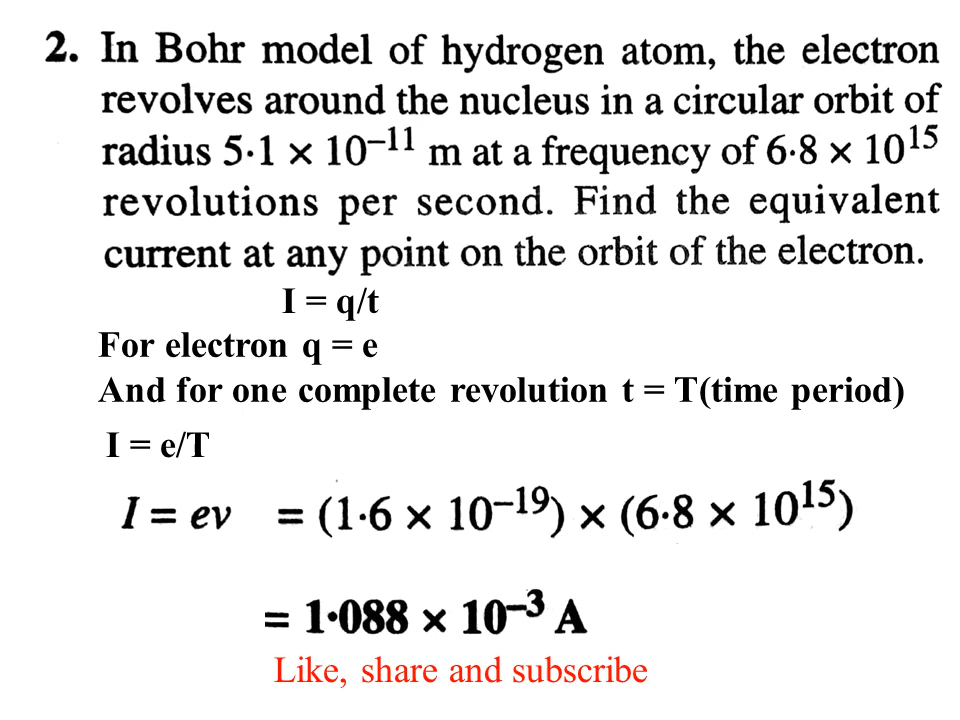 2. In Bohr model of hydrogen atom, the electron
revolves around the nucleus in a circular orbit of
radius 5·1 × 10⁻¹¹ m at a frequency of 6·8 × 10¹⁵
revolutions per second. Find the equivalent
current at any point on the orbit of the electron.
I = q/t
For electron q = e
And for one complete revolution t = T(time period)
I = e/T
I = ev = (1·6 × 10⁻¹⁹) × (6·8 × 10¹⁵)
= 1·088 × 10⁻³ A
Like, share and subscribe